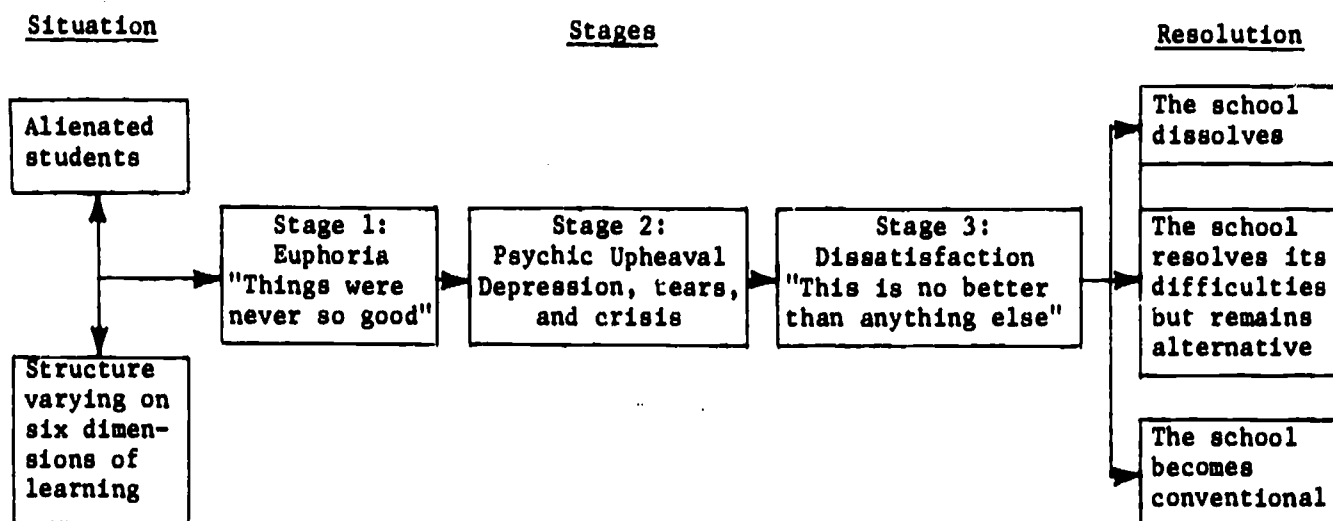 Situation
Stages
Resolution
Alienated
students
Structure
varying on
six dimen-
sions of
learning
Stage 1:
Euphoria
"Things were
never so good"
Stage 2:
Psychic Upheaval
Depression, tears,
and crisis
Stage 3:
Dissatisfaction
"This is no better
than anything else"
The school
dissolves
The school
resolves its
difficulties
but remains
alternative
The school
becomes
conventional